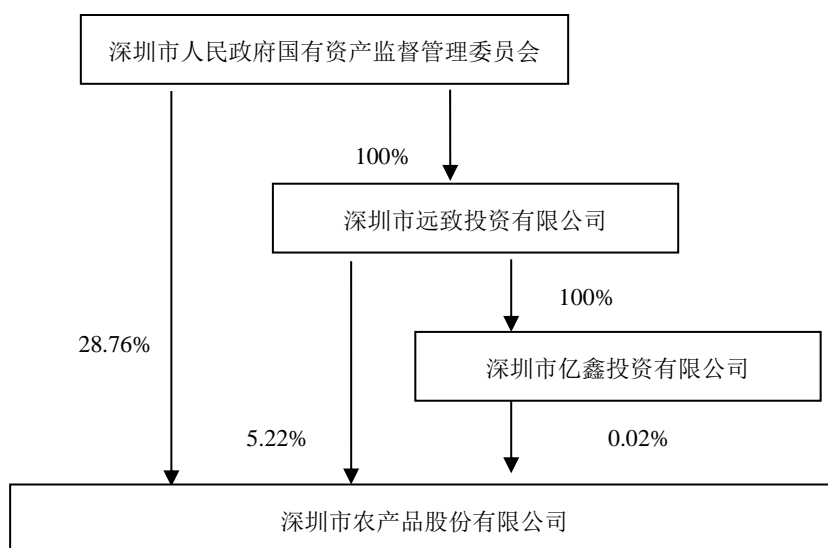 深圳市人民政府国有资产监督管理委员会
100%
深圳市远致投资有限公司
100%
28.76%
深圳市亿鑫投资有限公司
5.22%
0.02%
深圳市农产品股份有限公司